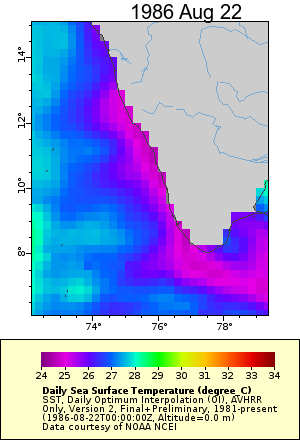 1986 Aug 22
14°
12°
10°
8°
74° 76° 78°
24 25 26 27 28 29 30 31 32 33 34
Daily Sea Surface Temperature (degree_C)
SST, Daily Optimum Interpolation (OI), AVHRR
Only, Version 2, Final+Preliminary, 1981-present
(1986-08-22T00:00:00Z, Altitude=0.0 m)
Data courtesy of NOAA NCEI